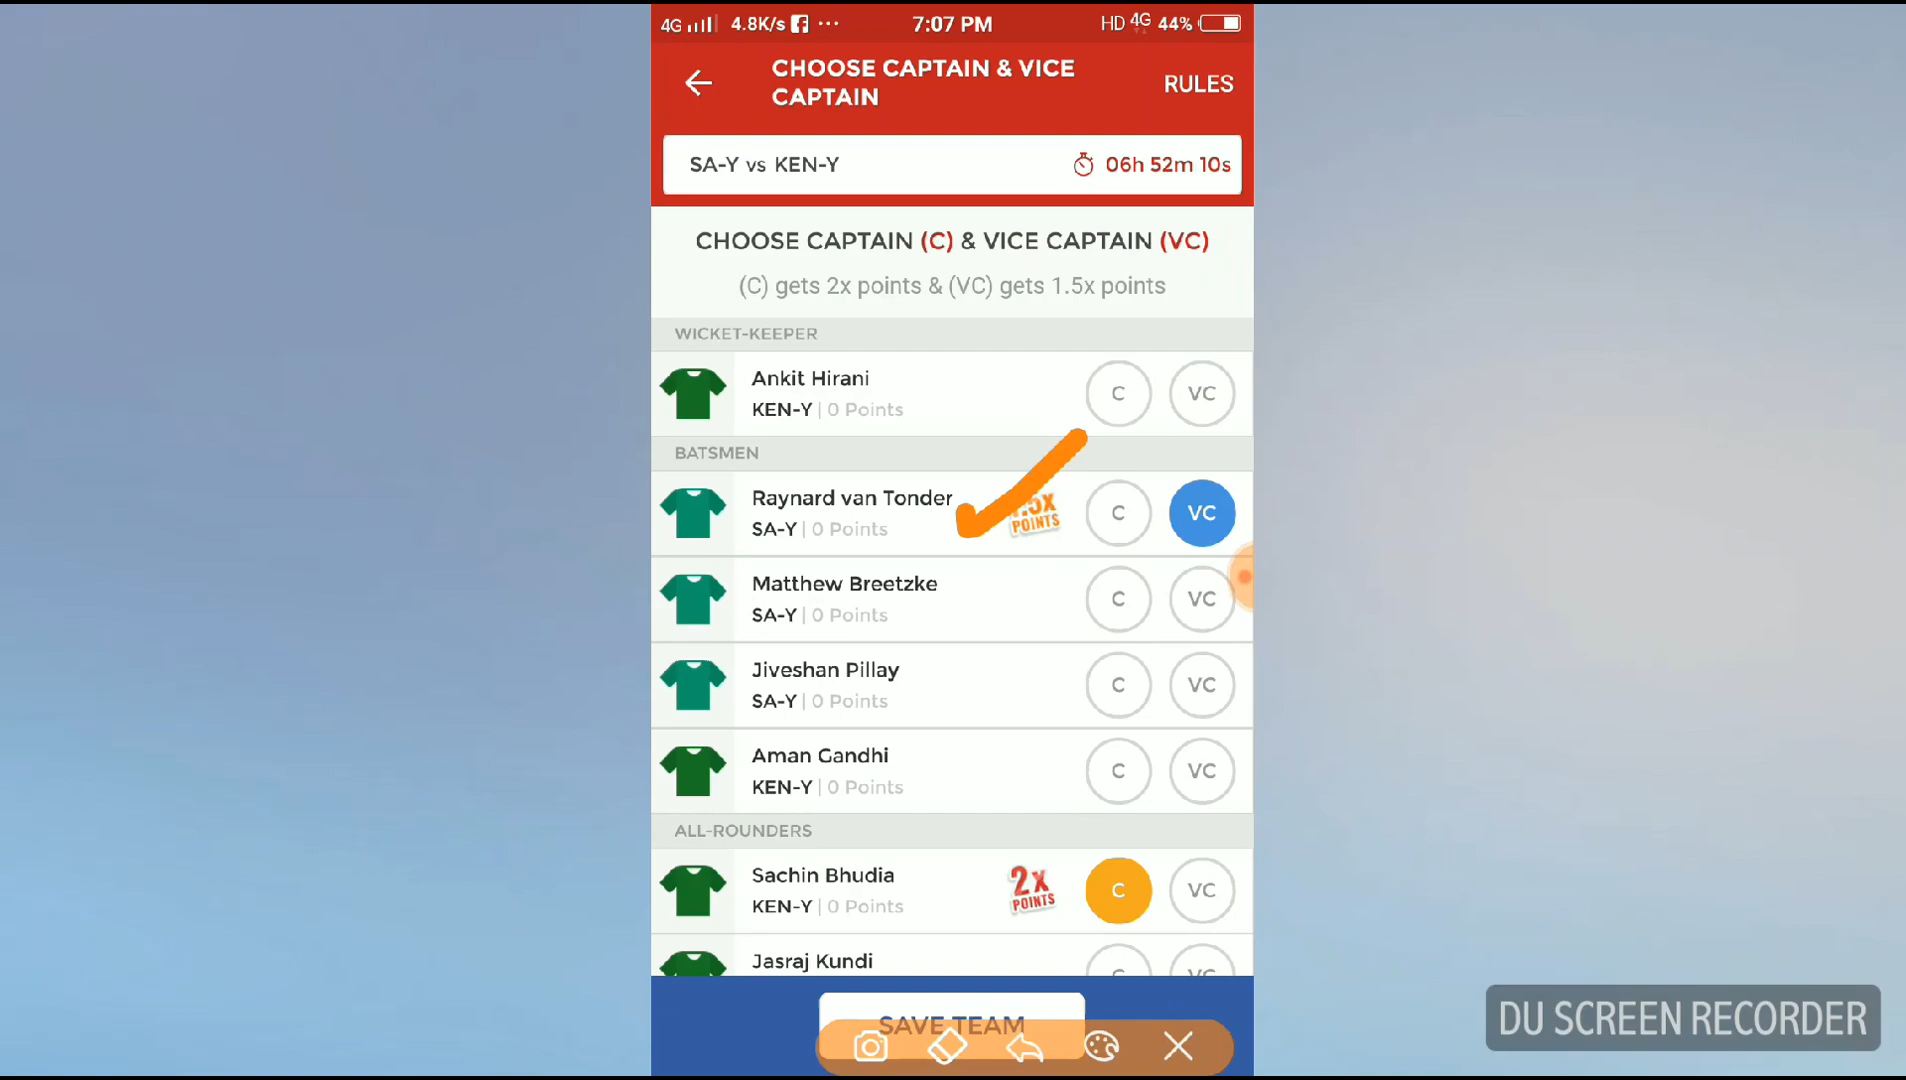 4G 4.8K/s ... 7:07 PM HD 4G 44%
CHOOSE CAPTAIN & VICE
CAPTAIN
RULES
SA-Y vs KEN-Y 06h 52m 10s
CHOOSE CAPTAIN (C) & VICE CAPTAIN (VC)
(C) gets 2x points & (VC) gets 1.5x points
WICKET-KEEPER
Ankit Hirani
KEN-Y | 0 Points
C VC
BATSMEN
Raynard van Tonder
SA-Y | 0 Points
.5X
POINTS
C VC
Matthew Breetzke
SA-Y | 0 Points
C VC
Jiveshan Pillay
SA-Y | 0 Points
C VC
Aman Gandhi
KEN-Y | 0 Points
C VC
ALL-ROUNDERS
Sachin Bhudia
KEN-Y | 0 Points
2X
POINTS
C VC
Jasraj Kundi
C VC
SAVE TEAM
DU SCREEN RECORDER